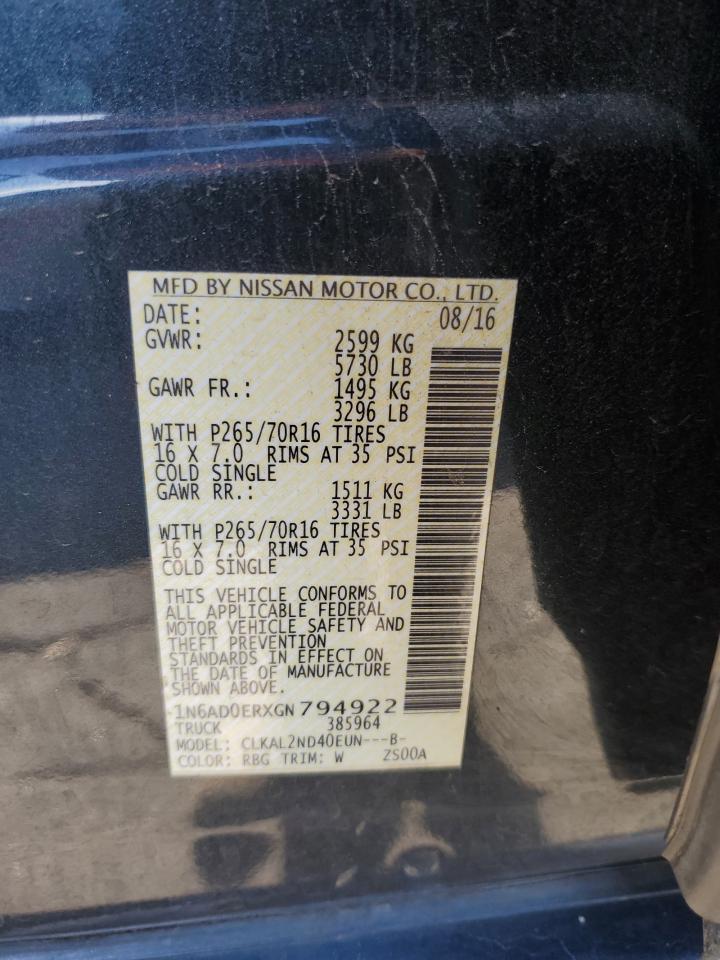 MFD BY NISSAN MOTOR CO., LTD.
DATE: 08/16
GVWR: 2599 KG
5730 LB
GAWR FR.: 1495 KG
3296 LB
WITH P265/70R16 TIRES
16 X 7.0 RIMS AT 35 PSI
COLD SINGLE
GAWR RR.: 1511 KG
3331 LB
WITH P265/70R16 TIRES
16 X 7.0 RIMS AT 35 PSI
COLD SINGLE
THIS VEHICLE CONFORMS TO
ALL APPLICABLE FEDERAL
MOTOR VEHICLE SAFETY AND
THEFT PREVENTION
STANDARDS IN EFFECT ON
THE DATE OF MANUFACTURE
SHOWN ABOVE.
1N6AD0ERXGN794922
TRUCK 385964
MODEL: CLKAL2ND40EUN---B-
COLOR: RBG TRIM: W ZS00A